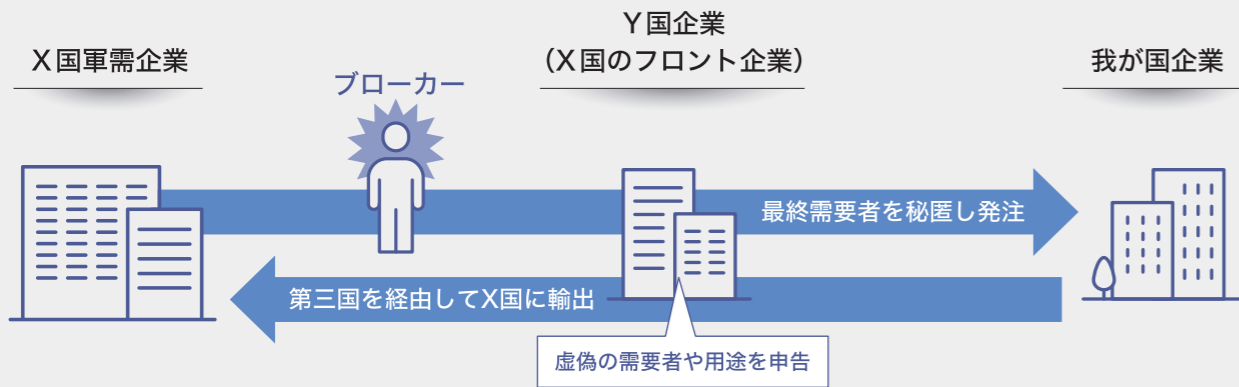 X国軍需企業
ブローカー
Y国企業
（X国のフロント企業）
我が国企業
最終需要者を秘匿し発注
第三国を経由してX国に輸出
虚偽の需要者や用途を申告